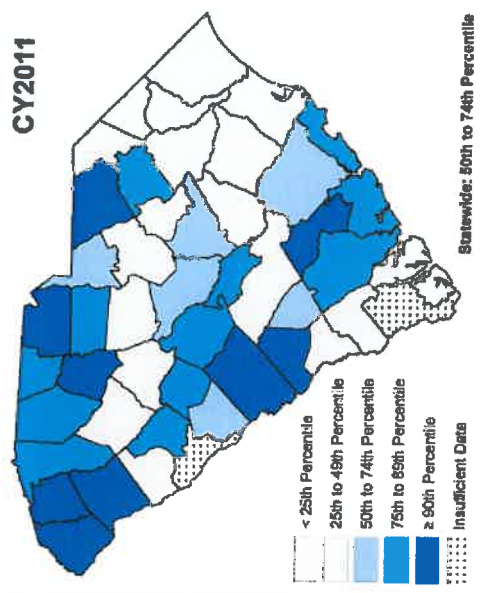 CY2011
< 25th Percentile
25th to 49th Percentile
50th to 74th Percentile
75th to 89th Percentile
≥ 90th Percentile
Insufficient Data
Statewide: 50th to 74th Percentile